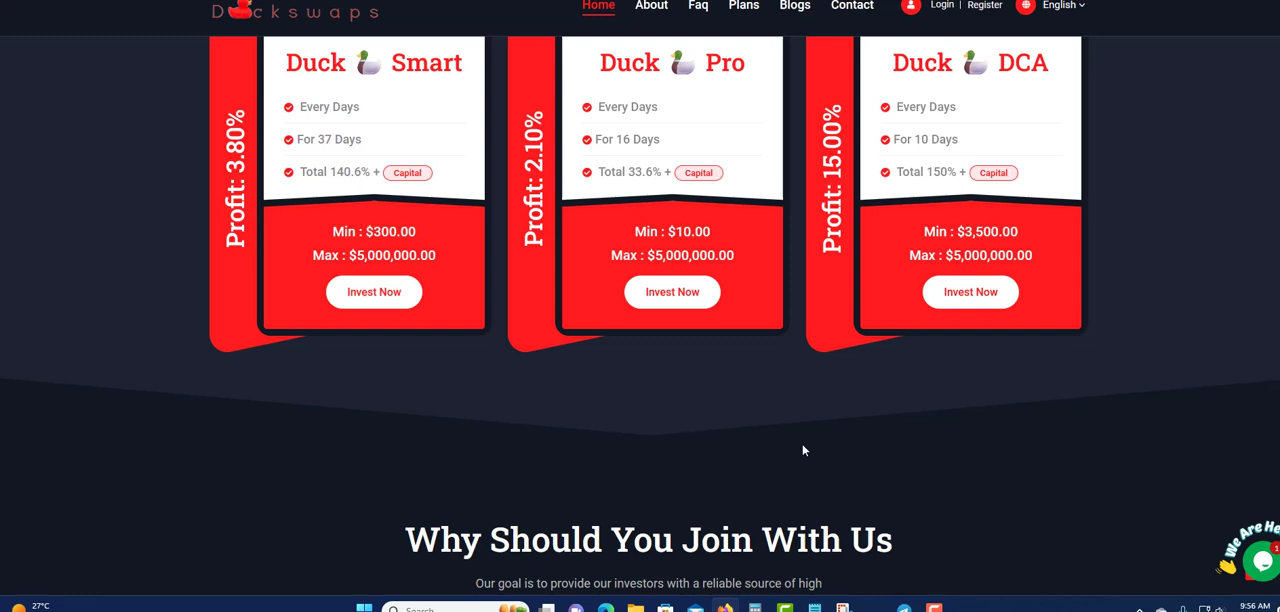 D ckswaps
Home About Faq Plans Blogs Contact Login | Register English
Duck Smart
Profit: 3.80%
Every Days
For 37 Days
Total 140.6% + Capital
Min : $300.00
Max : $5,000,000.00
Invest Now
Duck Pro
Profit: 2.10%
Every Days
For 16 Days
Total 33.6% + Capital
Min : $10.00
Max : $5,000,000.00
Invest Now
Duck DCA
Profit: 15.00%
Every Days
For 10 Days
Total 150% + Capital
Min : $3,500.00
Max : $5,000,000.00
Invest Now
Why Should You Join With Us
Our goal is to provide our investors with a reliable source of high
We Are He
1
27°C
Search
9:56 AM